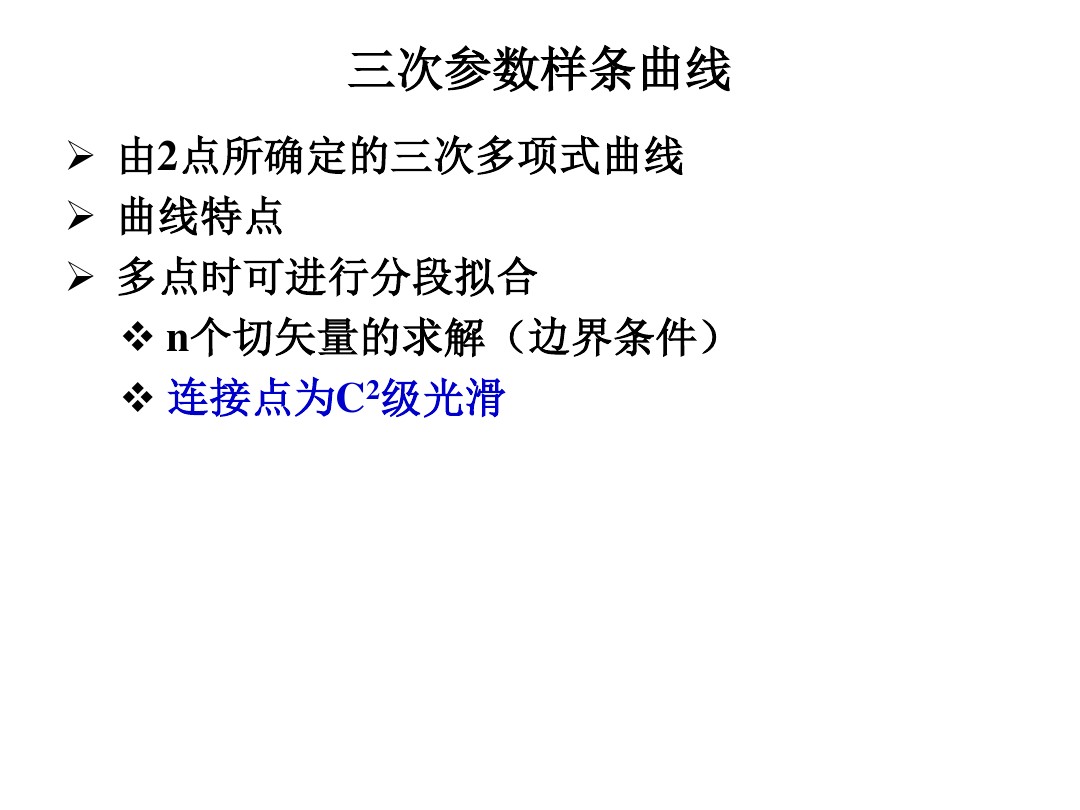 三次参数样条曲线
➢ 由2点所确定的三次多项式曲线
➢ 曲线特点
➢ 多点时可进行分段拟合
❖ n个切矢量的求解（边界条件）
❖ 连接点为C²级光滑